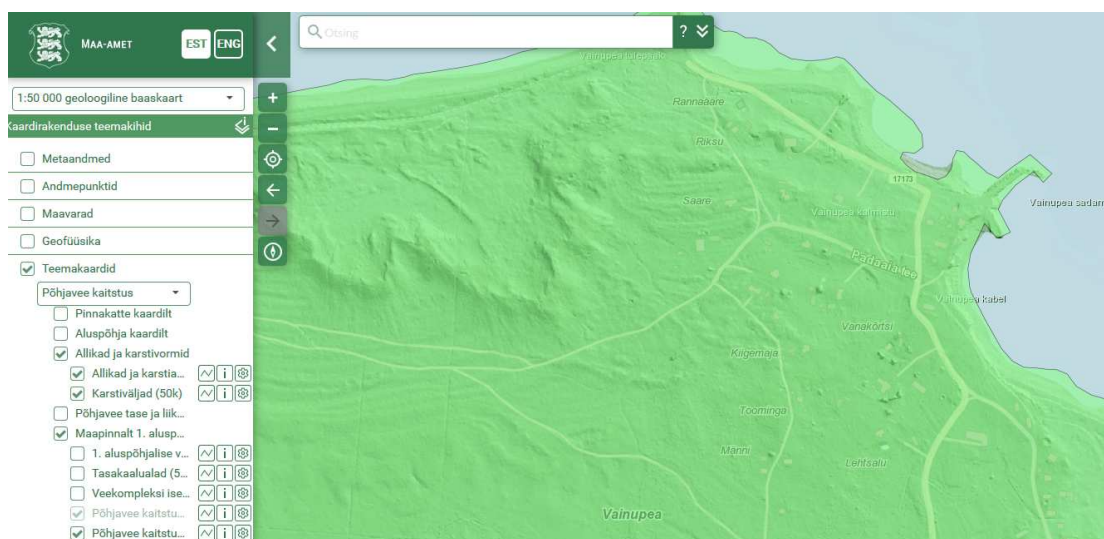 MAA-AMET
EST
ENG
Otsing
?
1:50 000 geoloogiline baaskaart
Kaardirakenduse teemakihid
Metaandmed
Andmepunktid
Maavarad
Geofüüsika
Teemakaardid
Põhjavee kaitstus
Pinnakatte kaardilt
Aluspõhja kaardilt
Allikad ja karstivormid
Allikad ja karstia...
Karstiväljad (50k)
Põhjavee tase ja liik...
Maapinnalt 1. alusp...
1. aluspõhjalise v...
Tasakaalualad (5...
Veekompleksi ise...
Põhjavee kaitstu...
Põhjavee kaitstu...
Rannaääre
Riksu
17173
Saare
Vainupea kalmistu
Vainupea sadam
Padaaia tee
Vainupea kabel
Vanakõrtsi
Kilgemaja
Toominga
Manni
Lehtsalu
Vainupea